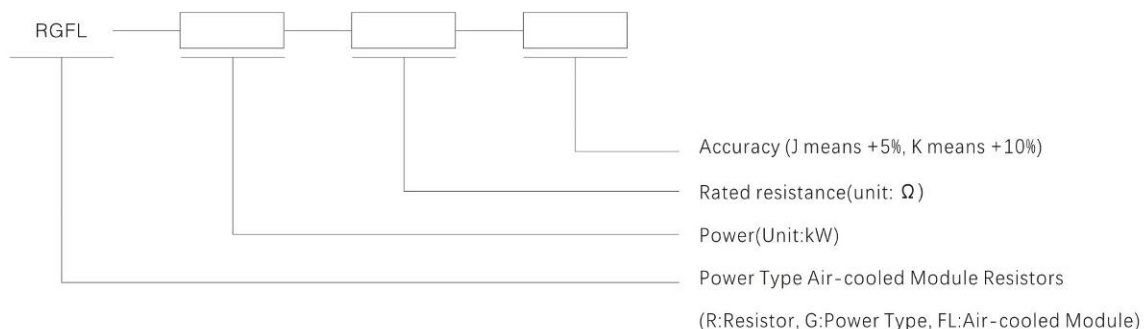 RGFL
Accuracy (J means +5%, K means +10%)
Rated resistance(unit: Ω)
Power(Unit:kW)
Power Type Air-cooled Module Resistors
(R:Resistor, G:Power Type, FL:Air-cooled Module)